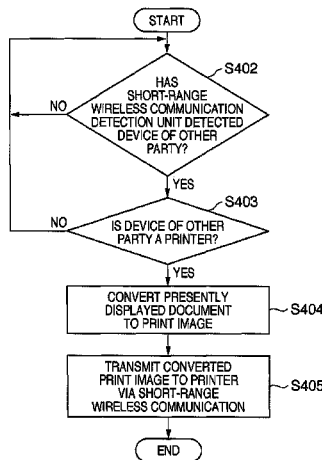 START
S402
HAS
SHORT-RANGE
WIRELESS COMMUNICATION
DETECTION UNIT DETECTED
DEVICE OF OTHER
PARTY?
NO
YES
S403
IS DEVICE OF OTHER
PARTY A PRINTER?
NO
YES
CONVERT PRESENTLY
DISPLAYED DOCUMENT
TO PRINT IMAGE
S404
TRANSMIT CONVERTED
PRINT IMAGE TO PRINTER
VIA SHORT-RANGE
WIRELESS COMMUNICATION
S405
END